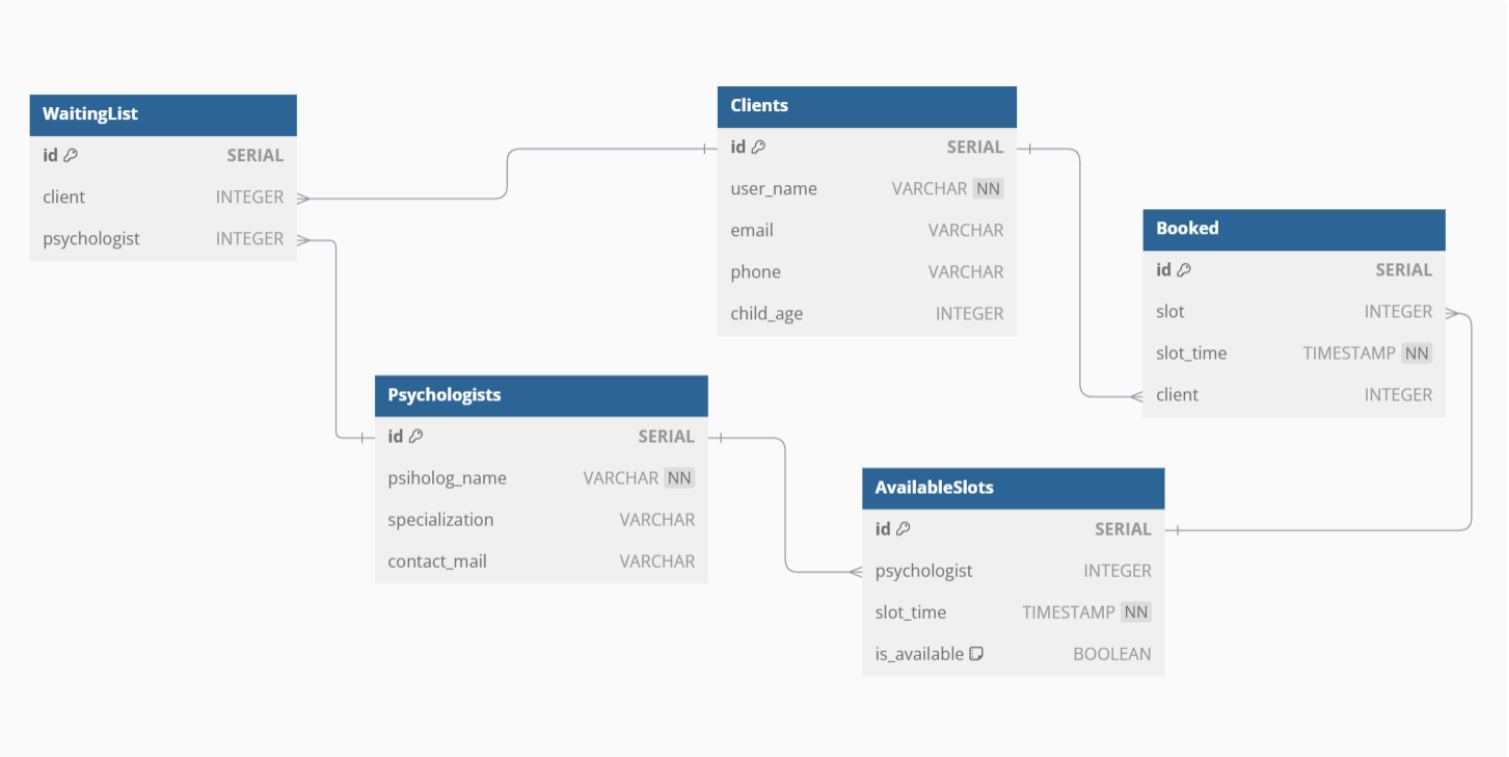 WaitingList
id SERIAL
client INTEGER
psychologist INTEGER
Clients
id SERIAL
user_name VARCHAR NN
email VARCHAR
phone VARCHAR
child_age INTEGER
Booked
id SERIAL
slot INTEGER
slot_time TIMESTAMP NN
client INTEGER
Psychologists
id SERIAL
psiholog_name VARCHAR NN
specialization VARCHAR
contact_mail VARCHAR
AvailableSlots
id SERIAL
psychologist INTEGER
slot_time TIMESTAMP NN
is_available BOOLEAN